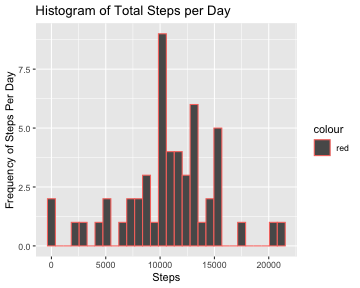 Histogram of Total Steps per Day
Frequency of Steps Per Day
7.5
5.0
2.5
0.0
0
5000
10000
15000
20000
Steps
colour
red